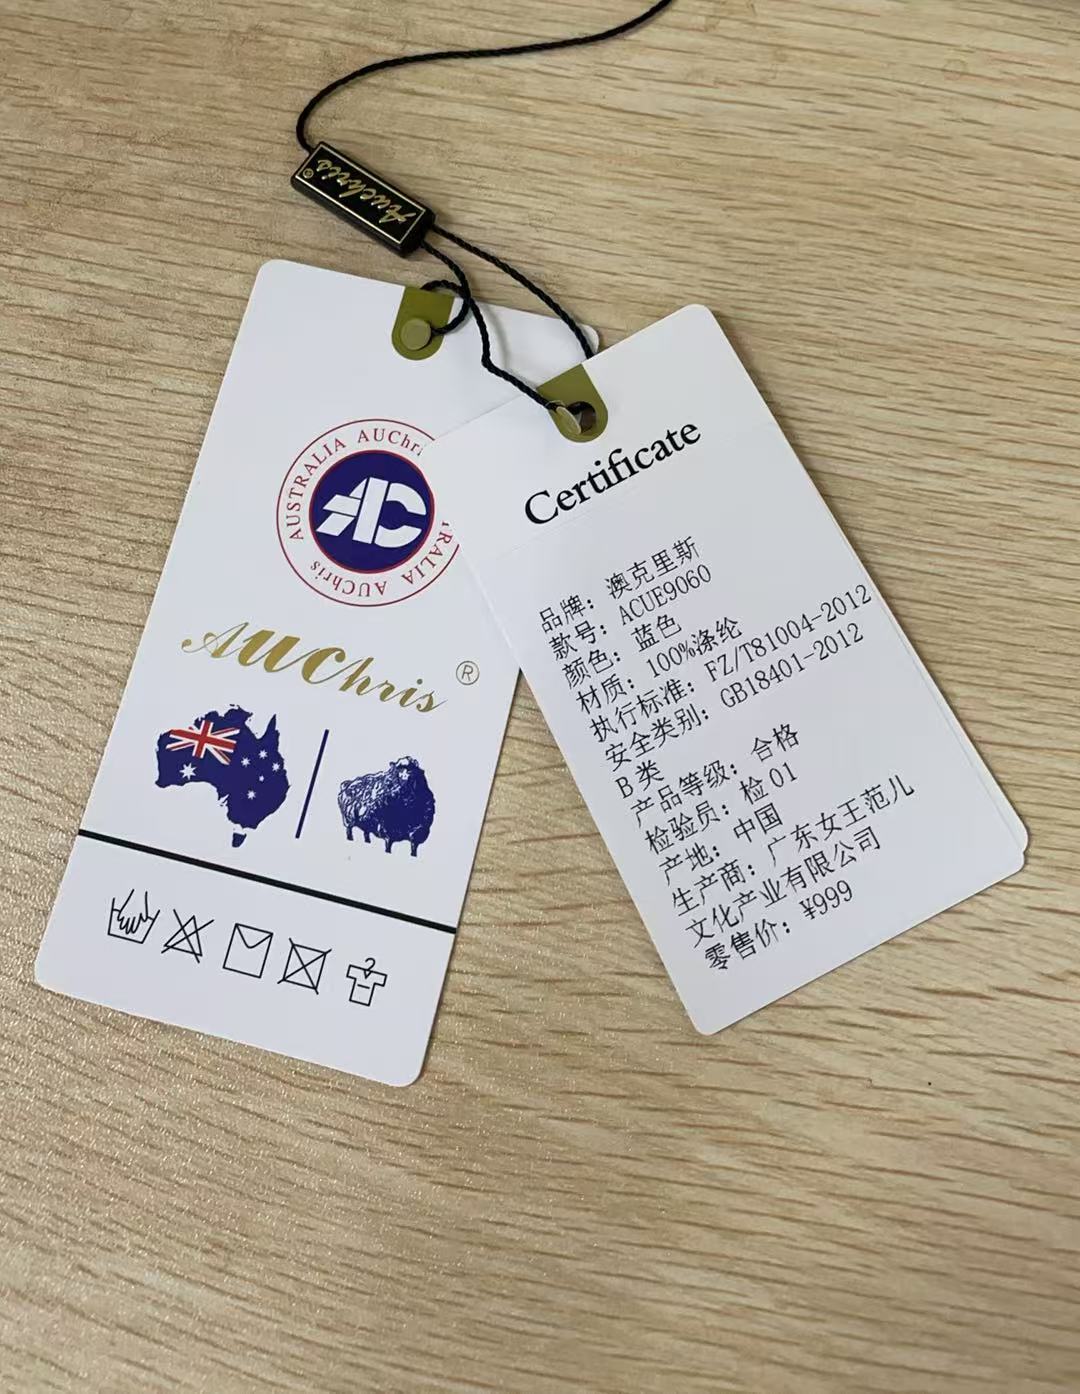 Auchris®
AUSTRALIA AUChri
RALIA AUChris
AC
AUChris®
Certificate
品牌：澳克里斯
款号：ACUE9060
颜色：蓝色
材质：100%涤纶
执行标准：FZ/T81004-2012
安全类别：GB18401-2012
B类
产品等级：合格
检验员：检01
产地：中国
生产商：广东女王范儿
文化产业有限公司
零售价：¥999